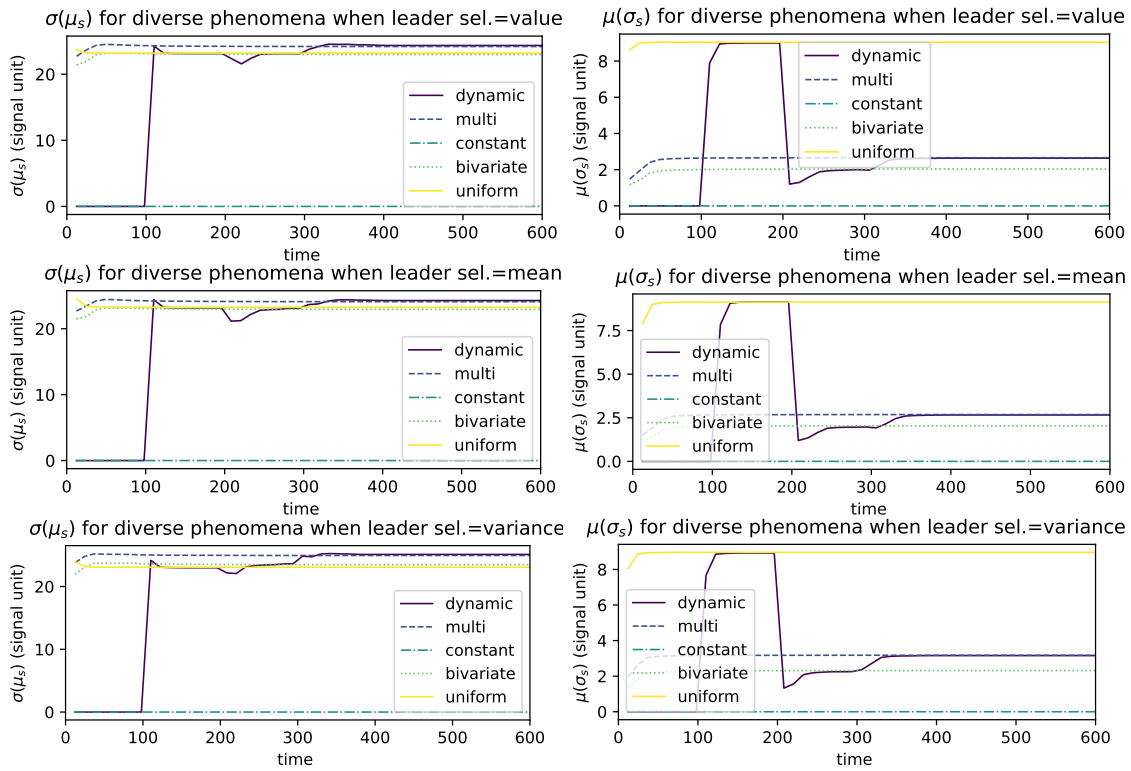 σ(μₛ) for diverse phenomena when leader sel.=value
σ(μₛ) (signal unit)
20
10
0
dynamic
multi
constant
bivariate
uniform
0 100 200 300 400 500 600
time
μ(σₛ) for diverse phenomena when leader sel.=value
μ(σₛ) (signal unit)
8
6
4
2
0
dynamic
multi
constant
bivariate
uniform
0 100 200 300 400 500 600
time
σ(μₛ) for diverse phenomena when leader sel.=mean
σ(μₛ) (signal unit)
20
10
0
dynamic
multi
constant
bivariate
uniform
0 100 200 300 400 500 600
time
μ(σₛ) for diverse phenomena when leader sel.=mean
μ(σₛ) (signal unit)
7.5
5.0
2.5
0.0
dynamic
multi
constant
bivariate
uniform
0 100 200 300 400 500 600
time
σ(μₛ) for diverse phenomena when leader sel.=variance
σ(μₛ) (signal unit)
20
10
0
dynamic
multi
constant
bivariate
uniform
0 100 200 300 400 500 600
time
μ(σₛ) for diverse phenomena when leader sel.=variance
μ(σₛ) (signal unit)
8
6
4
2
0
dynamic
multi
constant
bivariate
uniform
0 100 200 300 400 500 600
time